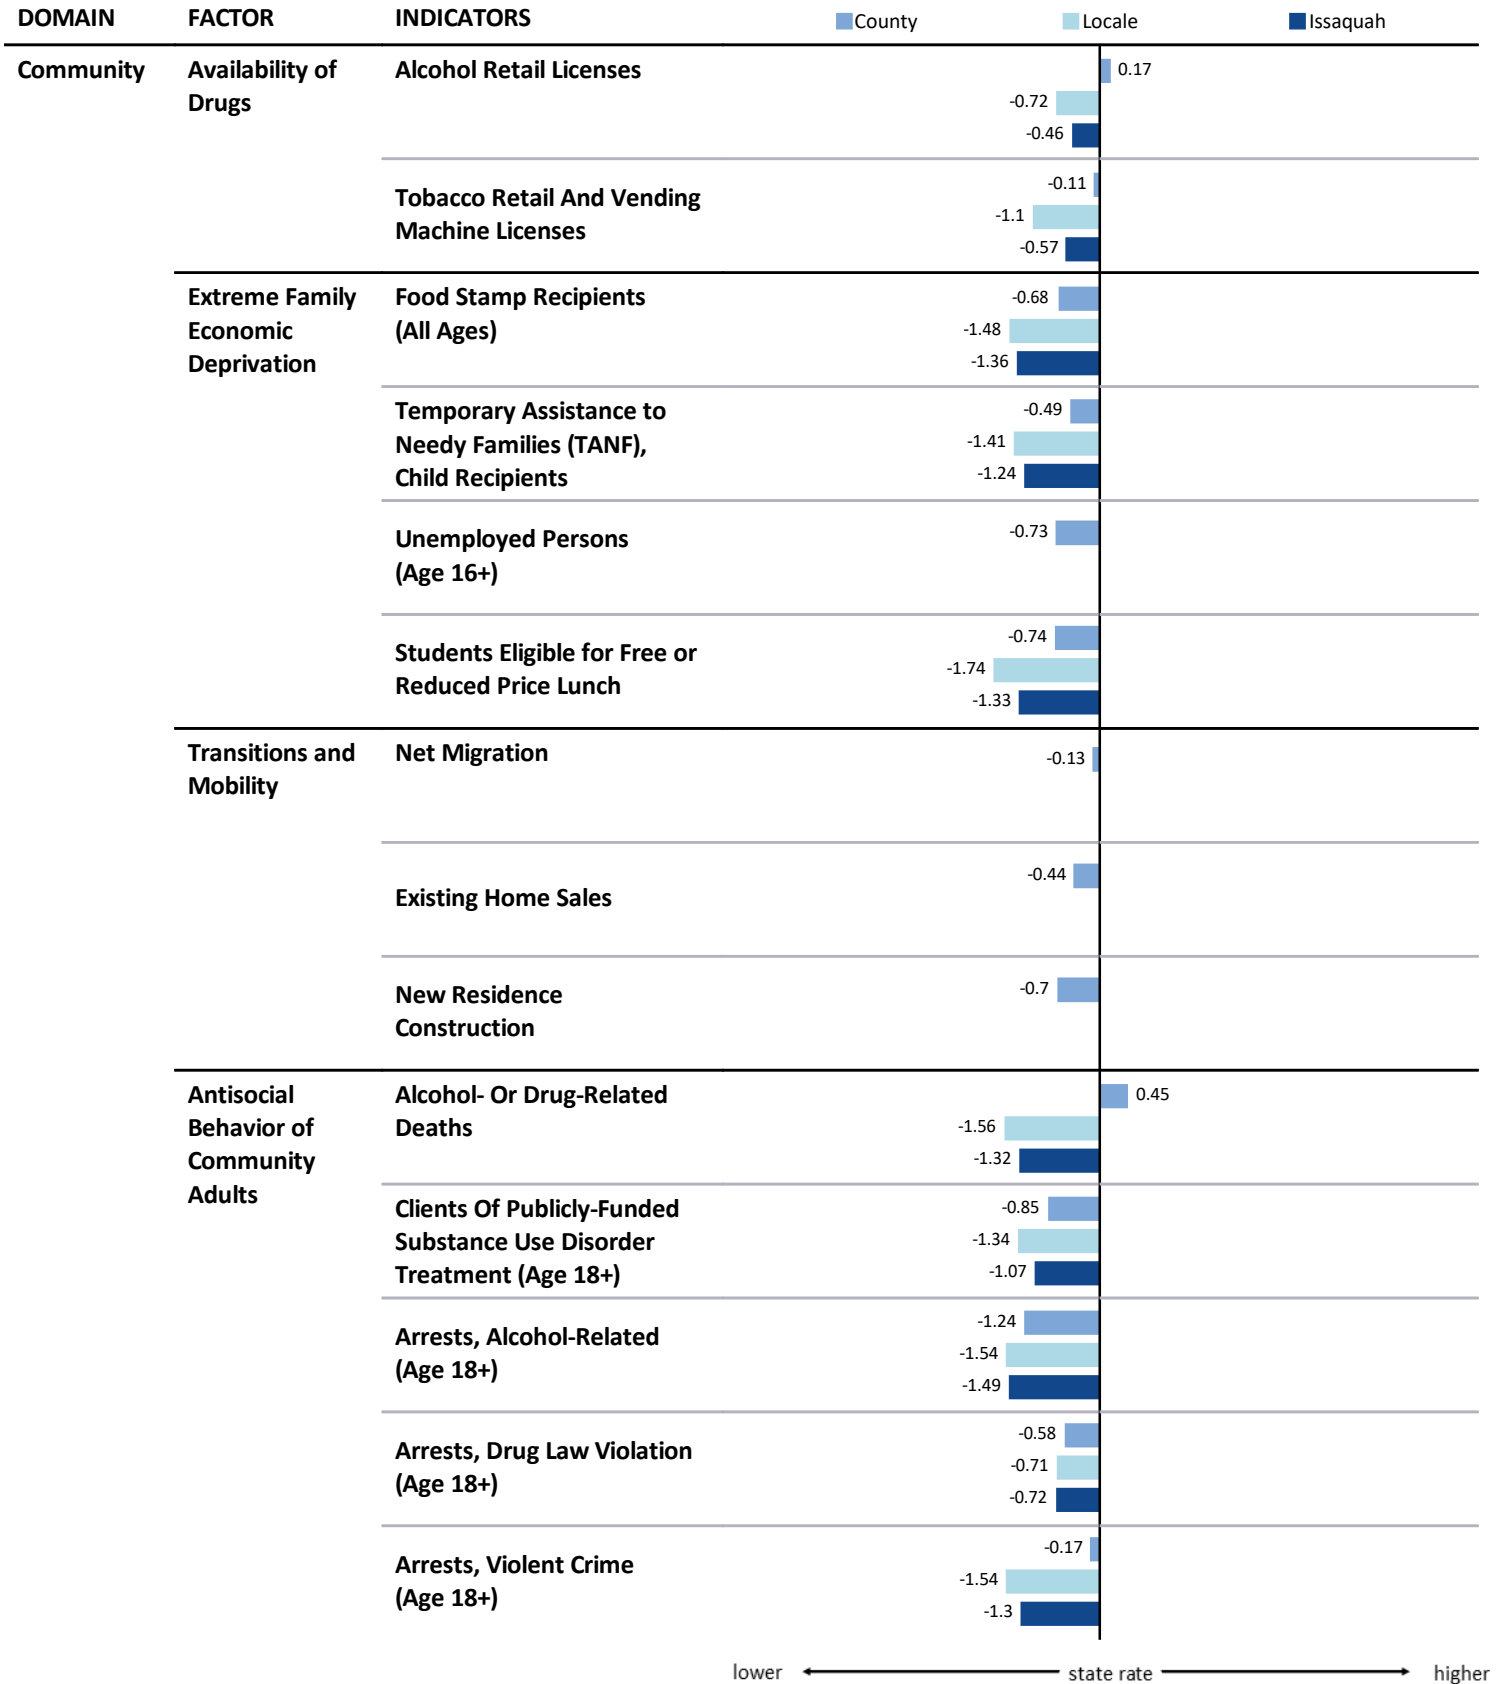 DOMAIN FACTOR INDICATORS County Locale Issaquah
Community Availability of Alcohol Retail Licenses 0.17
Drugs -0.72
-0.46
-0.11
Tobacco Retail And Vending -1.1
Machine Licenses -0.57
Extreme Family Food Stamp Recipients -0.68
Economic (All Ages) -1.48
Deprivation -1.36
Temporary Assistance to -0.49
Needy Families (TANF), -1.41
Child Recipients -1.24
Unemployed Persons -0.73
(Age 16+)
-0.74
Students Eligible for Free or -1.74
Reduced Price Lunch -1.33
Transitions and Net Migration -0.13
Mobility
-0.44
Existing Home Sales
New Residence -0.7
Construction
Antisocial Alcohol- Or Drug-Related 0.45
Behavior of Deaths -1.56
Community -1.32
Adults Clients Of Publicly-Funded -0.85
Substance Use Disorder -1.34
Treatment (Age 18+) -1.07
-1.24
Arrests, Alcohol-Related -1.54
(Age 18+) -1.49
-0.58
Arrests, Drug Law Violation -0.71
(Age 18+) -0.72
-0.17
Arrests, Violent Crime -1.54
(Age 18+) -1.3
lower state rate higher